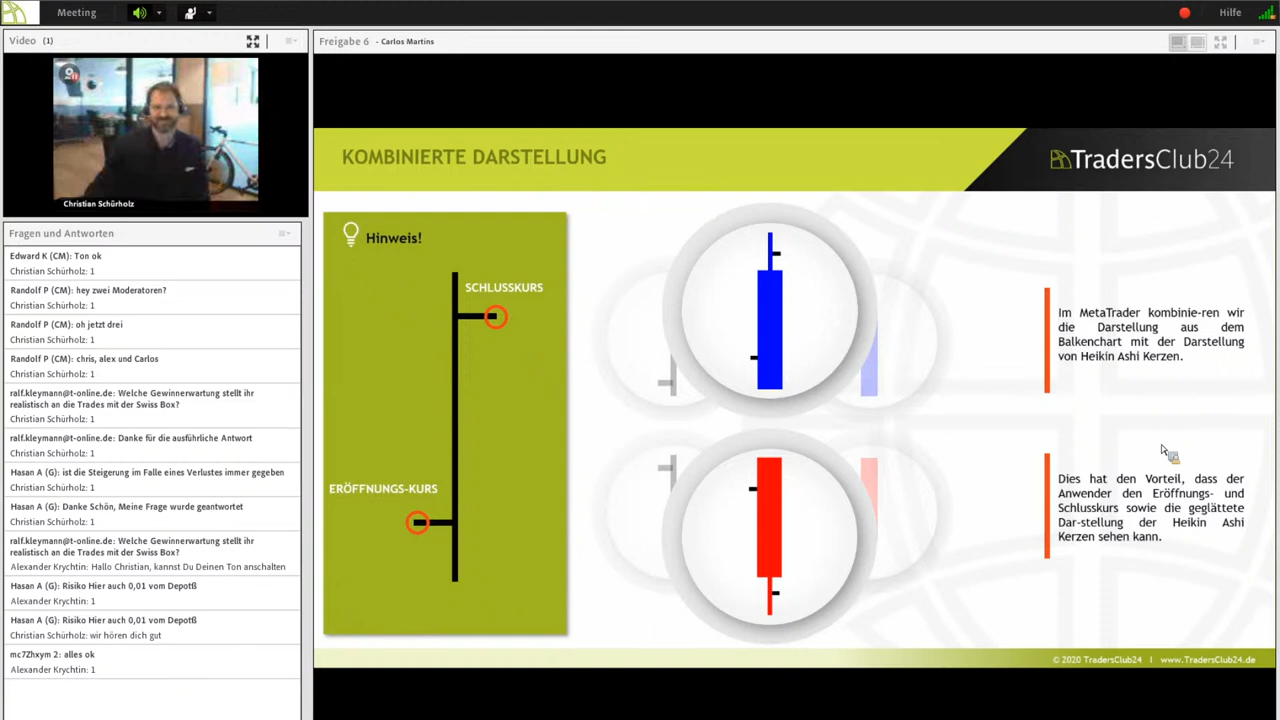 Meeting
Hilfe
Video (1)
Christian Schürholz
Fragen und Antworten
Edward K (CM): Ton ok
Christian Schürholz: 1
Randolf P (CM): hey zwei Moderatoren?
Christian Schürholz: 1
Randolf P (CM): oh jetzt drei
Christian Schürholz: 1
Randolf P (CM): chris, alex und Carlos
Christian Schürholz: 1
ralf.kleymann@t-online.de: Welche Gewinnerwartung stellt ihr
realistisch an die Trades mit der Swiss Box?
Christian Schürholz: 1
ralf.kleymann@t-online.de: Danke für die ausführliche Antwort
Christian Schürholz: 1
Hasan A (G): ist die Steigerung im Falle eines Verlustes immer gegeben
Christian Schürholz: 1
Hasan A (G): Danke Schön, Meine Frage wurde geantwortet
Christian Schürholz: 1
ralf.kleymann@t-online.de: Welche Gewinnerwartung stellt ihr
realistisch an die Trades mit der Swiss Box?
Alexander Krychtin: Hallo Christian, kannst Du Deinen Ton anschalten
Hasan A (G): Risiko Hier auch 0,01 vom Depotß
Alexander Krychtin: 1
Hasan A (G): Risiko Hier auch 0,01 vom Depotß
Christian Schürholz: wir hören dich gut
mc7Zhxym 2: alles ok
Alexander Krychtin: 1
Freigabe 6 - Carlos Martins
KOMBINIERTE DARSTELLUNG
TradersClub24
Hinweis!
SCHLUSSKURS
ERÖFFNUNGS-KURS
Im MetaTrader kombinie-ren wir
die Darstellung aus dem
Balkenchart mit der Darstellung
von Heikin Ashi Kerzen.
Dies hat den Vorteil, dass der
Anwender den Eröffnungs- und
Schlusskurs sowie die geglättete
Dar-stellung der Heikin Ashi
Kerzen sehen kann.
© 2020 TradersClub24 I www.TradersClub24.de